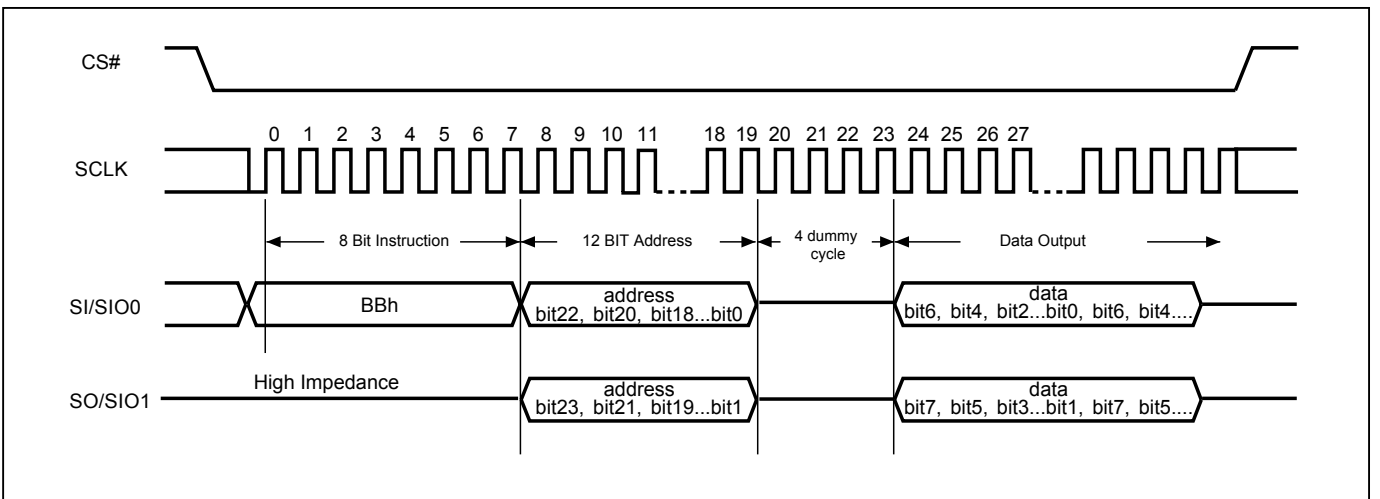 CS#
0 1 2 3 4 5 6 7 8 9 10 11 18 19 20 21 22 23 24 25 26 27
SCLK
8 Bit Instruction
12 BIT Address
4 dummy
cycle
Data Output
SI/SIO0
BBh
address
bit22, bit20, bit18...bit0
data
bit6, bit4, bit2...bit0, bit6, bit4....
SO/SIO1
High Impedance
address
bit23, bit21, bit19...bit1
data
bit7, bit5, bit3...bit1, bit7, bit5....